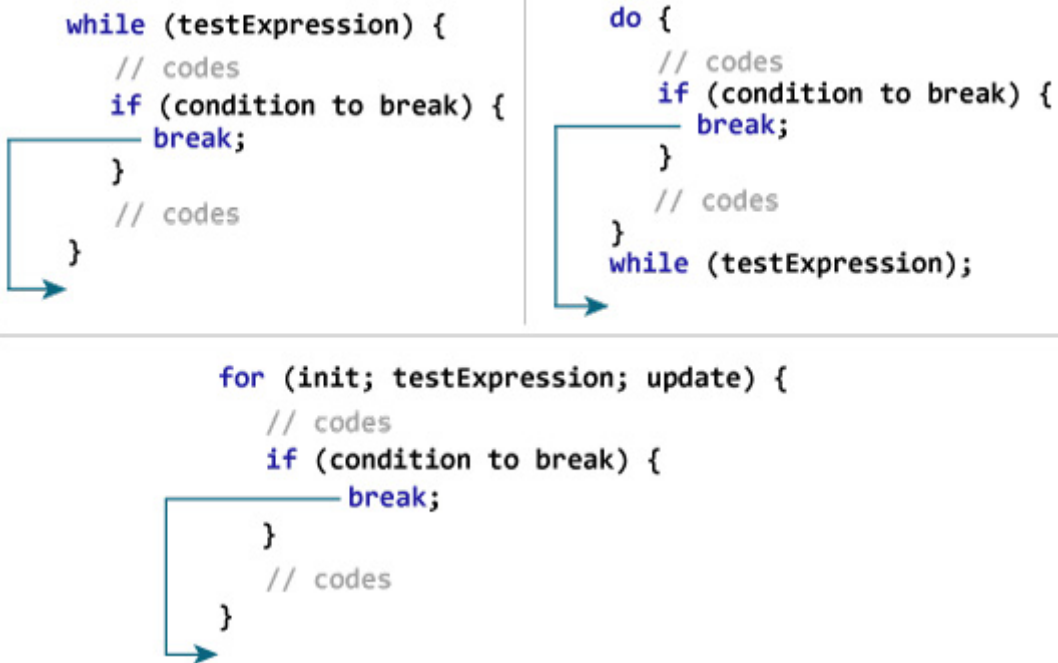 while (testExpression) {
// codes
if (condition to break) {
break;
}
// codes
}
do {
// codes
if (condition to break) {
break;
}
// codes
}
while (testExpression);
for (init; testExpression; update) {
// codes
if (condition to break) {
break;
}
// codes
}